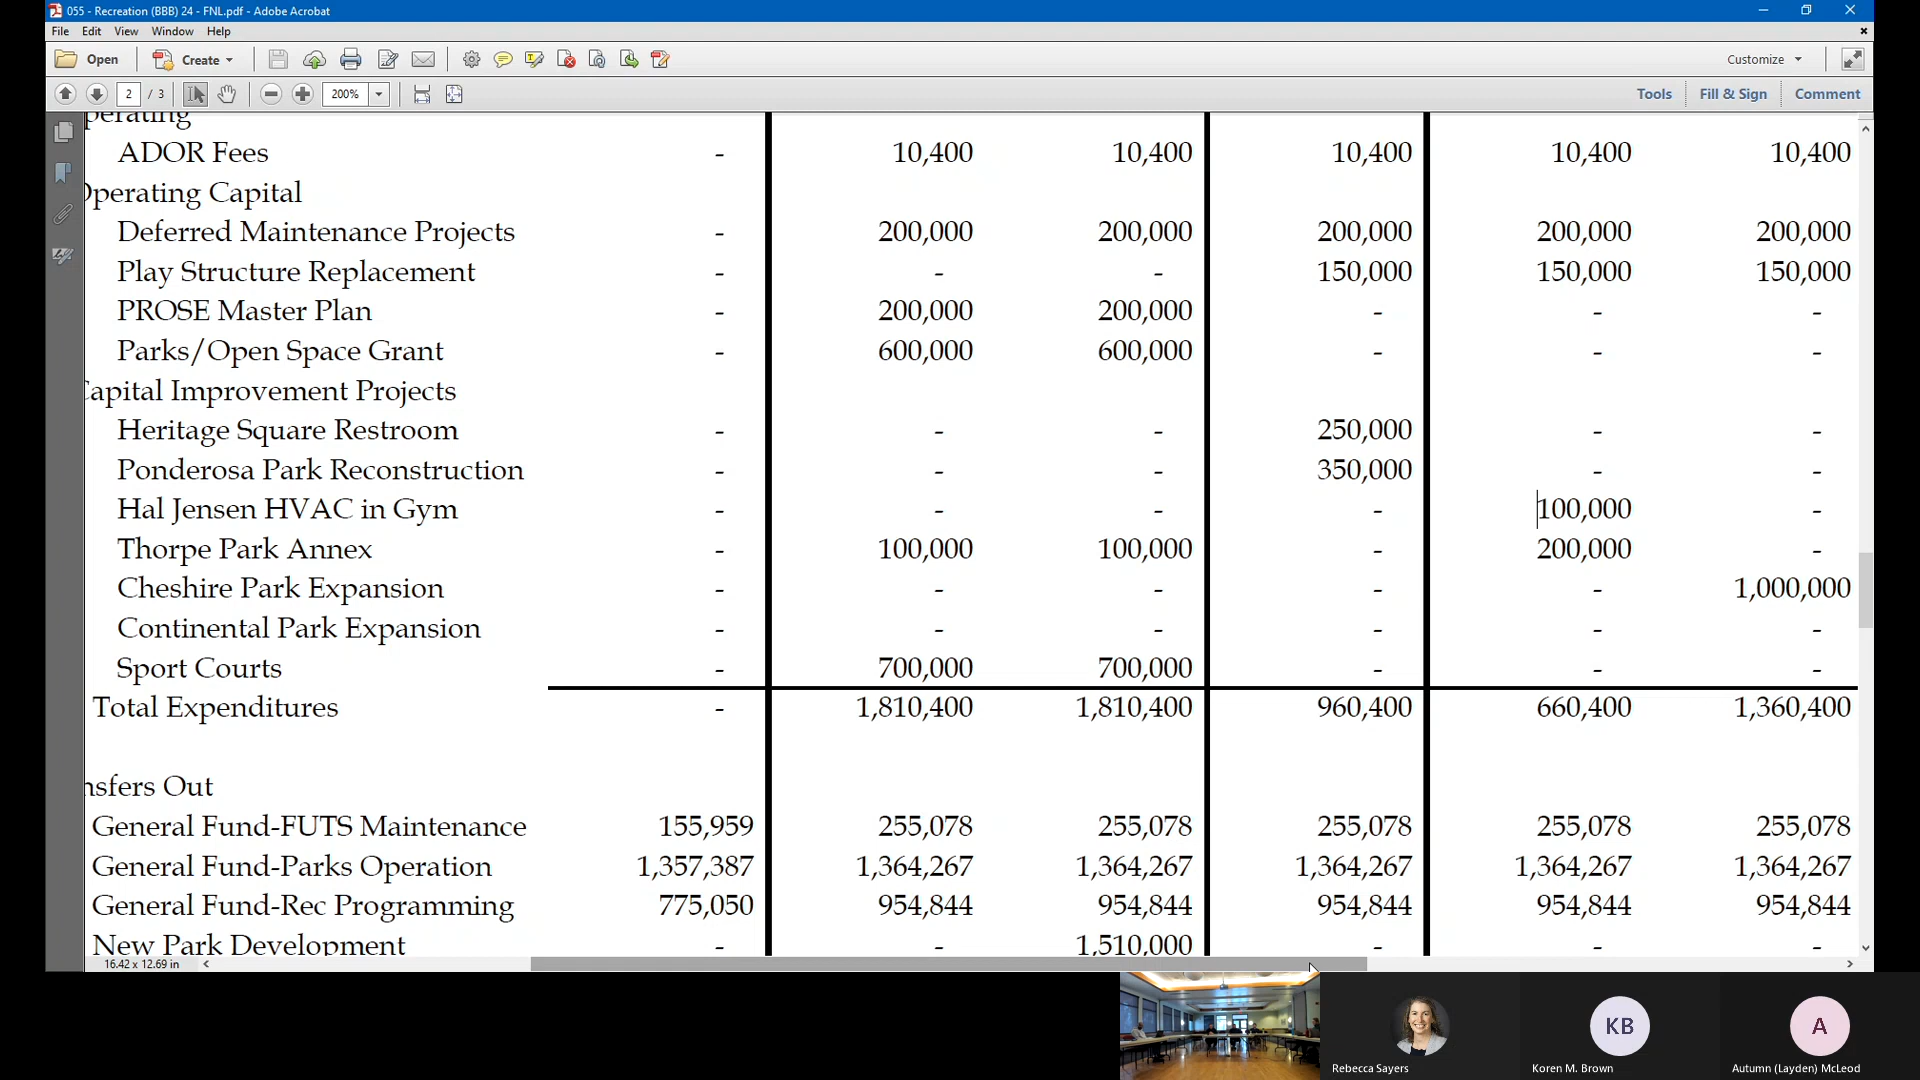 055 - Recreation (BBB) 24 - FNL.pdf - Adobe Acrobat
File Edit View Window Help
Open Create Customize
2 / 3 200% Tools Fill & Sign Comment
perating
ADOR Fees - 10,400 10,400 10,400 10,400 10,400
Operating Capital
Deferred Maintenance Projects - 200,000 200,000 200,000 200,000 200,000
Play Structure Replacement - - - 150,000 150,000 150,000
PROSE Master Plan - 200,000 200,000 - - -
Parks/Open Space Grant - 600,000 600,000 - - -
Capital Improvement Projects
Heritage Square Restroom - - - 250,000 - -
Ponderosa Park Reconstruction - - - 350,000 - -
Hal Jensen HVAC in Gym - - - - 100,000 -
Thorpe Park Annex - 100,000 100,000 - 200,000 -
Cheshire Park Expansion - - - - - 1,000,000
Continental Park Expansion - - - - - -
Sport Courts - 700,000 700,000 - - -
Total Expenditures - 1,810,400 1,810,400 960,400 660,400 1,360,400
nsfers Out
General Fund-FUTS Maintenance 155,959 255,078 255,078 255,078 255,078 255,078
General Fund-Parks Operation 1,357,387 1,364,267 1,364,267 1,364,267 1,364,267 1,364,267
General Fund-Rec Programming 775,050 954,844 954,844 954,844 954,844 954,844
New Park Development - - 1,510,000 - - -
16.42 x 12.69 in
KB A
Rebecca Sayers Koren M. Brown Autumn (Layden) McLeod